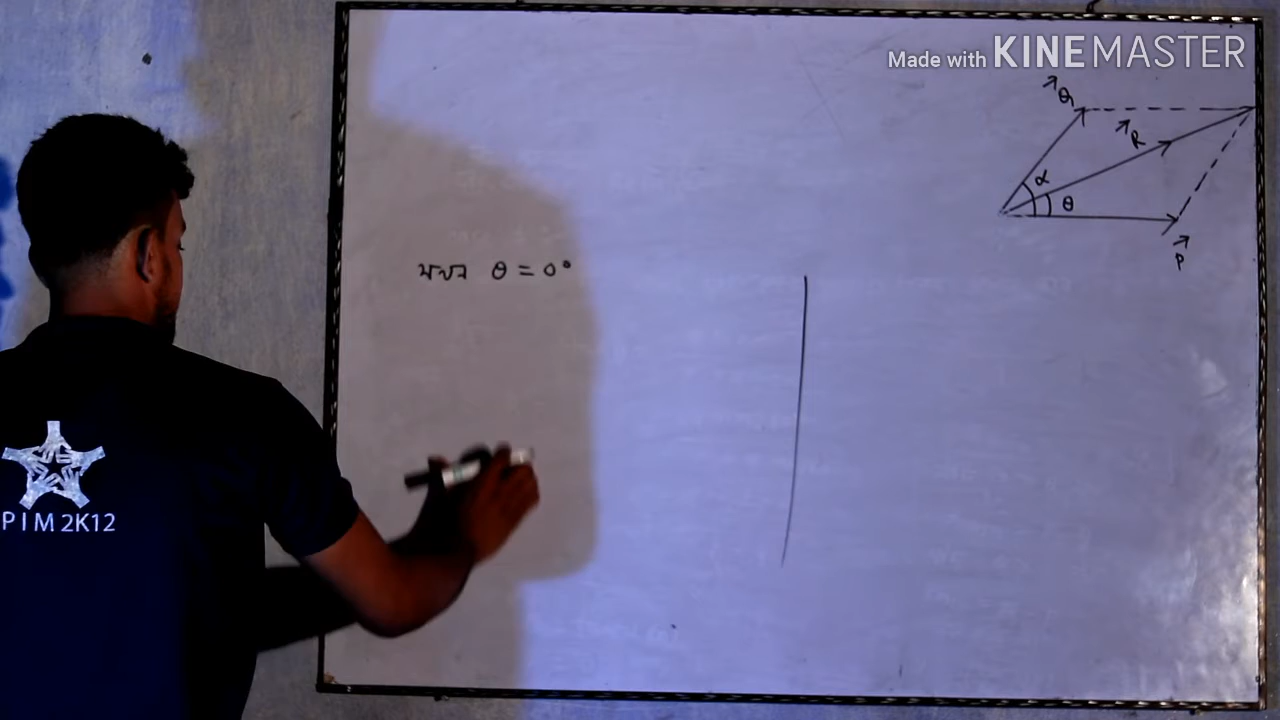 Made with KINEMASTER
Q
R
α
θ
P
যখন θ = 0°
PIM 2K12